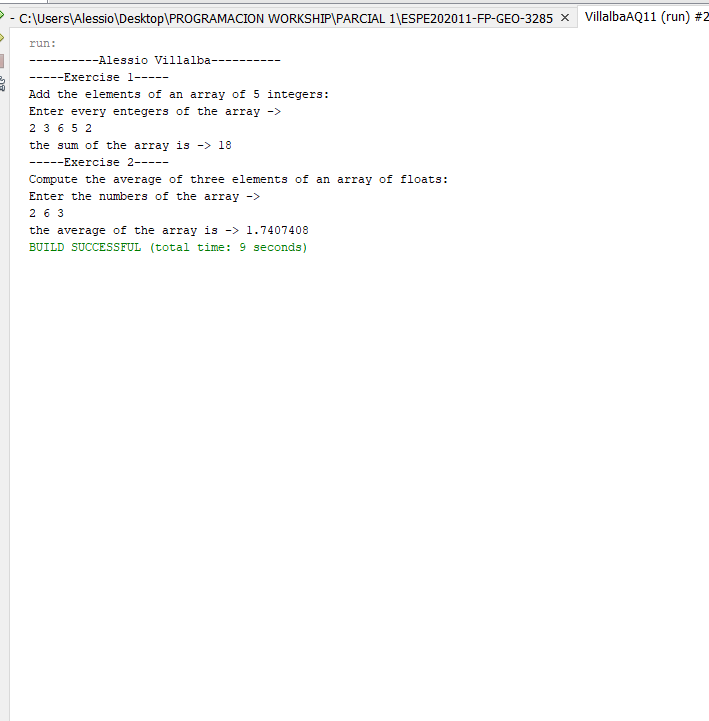 - C:\Users\Alessio\Desktop\PROGRAMACION WORKSHIP\PARCIAL 1\ESPE202011-FP-GEO-3285 × VillalbaAQ11 (run) #2
run:
----------Alessio Villalba----------
-----Exercise 1-----
Add the elements of an array of 5 integers:
Enter every entegers of the array ->
2 3 6 5 2
the sum of the array is -> 18
-----Exercise 2-----
Compute the average of three elements of an array of floats:
Enter the numbers of the array ->
2 6 3
the average of the array is -> 1.7407408
BUILD SUCCESSFUL (total time: 9 seconds)